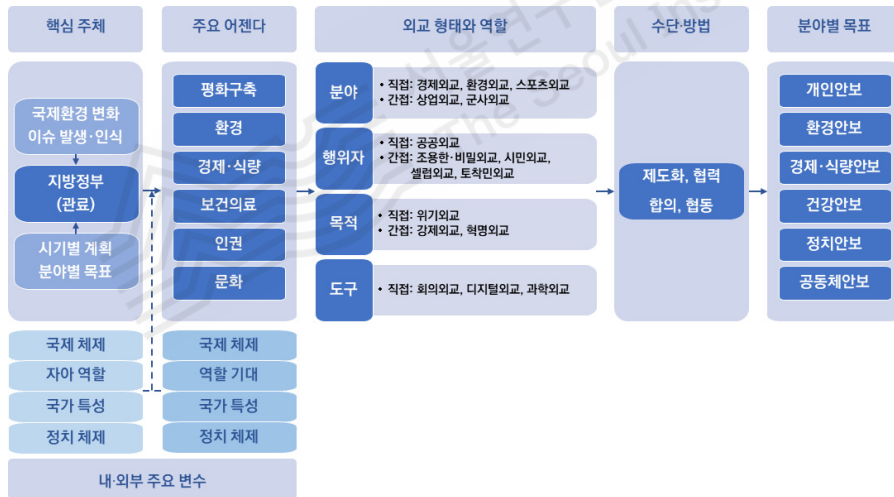 핵심 주체
주요 어젠다
외교 형태와 역할
수단·방법
분야별 목표
국제환경 변화
이슈 발생·인식
지방정부
(관료)
시기별 계획
분야별 목표
평화구축
환경
경제·식량
보건의료
인권
문화
분야
• 직접: 경제외교, 환경외교, 스포츠외교
• 간접: 상업외교, 군사외교
행위자
• 직접: 공공외교
• 간접: 조용한·비밀외교, 시민외교,
셀럽외교, 토착민외교
목적
• 직접: 위기외교
• 간접: 강제외교, 혁명외교
도구
• 직접: 회의외교, 디지털외교, 과학외교
제도화, 협력
합의, 협동
개인안보
환경안보
경제·식량안보
건강안보
정치안보
공동체안보
국제 체제
자아 역할
국가 특성
정치 체제
국제 체제
역할 기대
국가 특성
정치 체제
내·외부 주요 변수
서울연구
The Seoul Ins